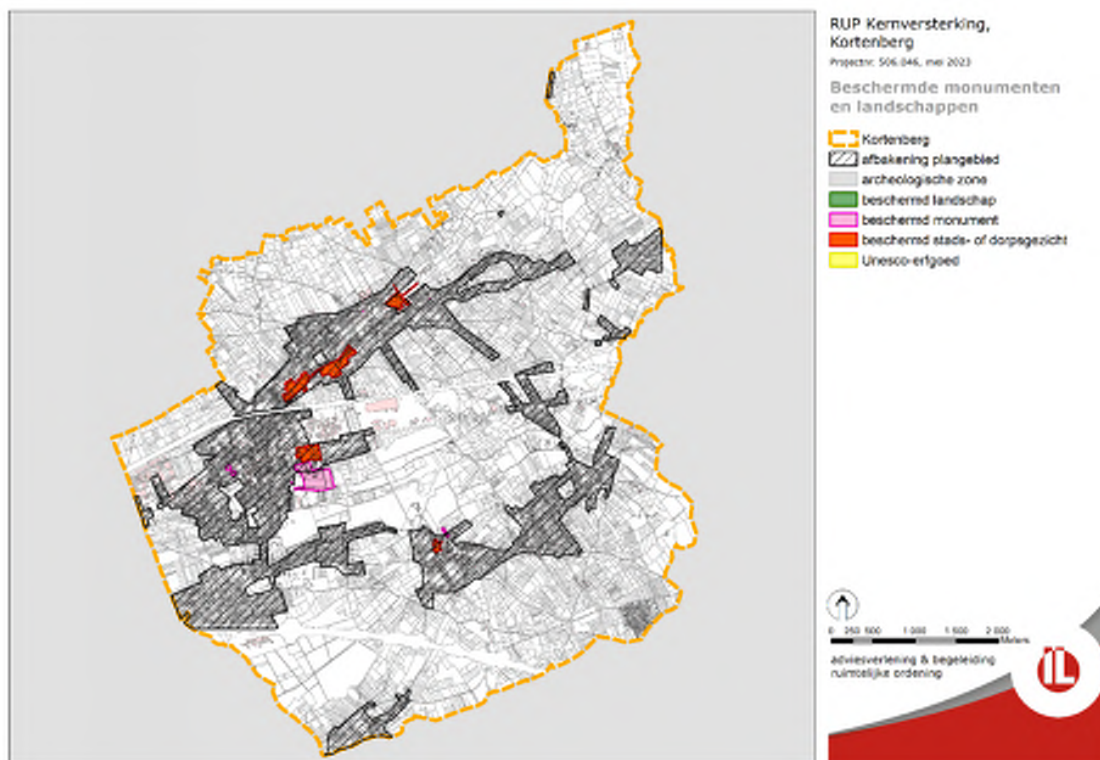 RUP Kernversterking,
Kortenberg
Projectnr: 506.046, mei 2023
Beschermde monumenten
en landschappen
Kortenberg
afbakening plangebied
archeologische zone
beschermd landschap
beschermd monument
beschermd stads- of dorpsgezicht
Unesco-erfgoed
0 250 500 1 000 1 500 2 000
Meters
adviesverlening & begeleiding
ruimtelijke ordening
IL